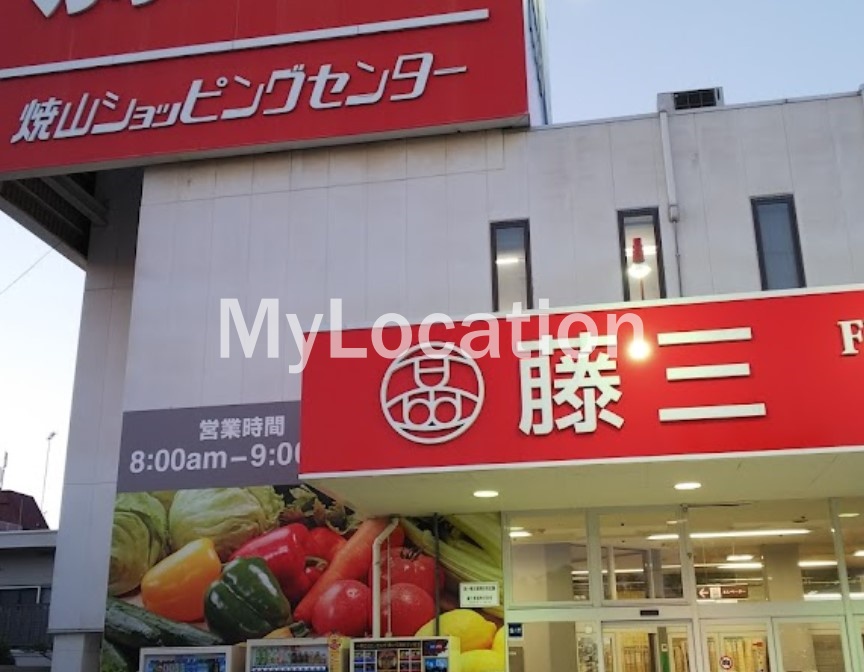 焼山ショッピングセンター
MyLocation
藤三
F
営業時間
8:00am–9:00